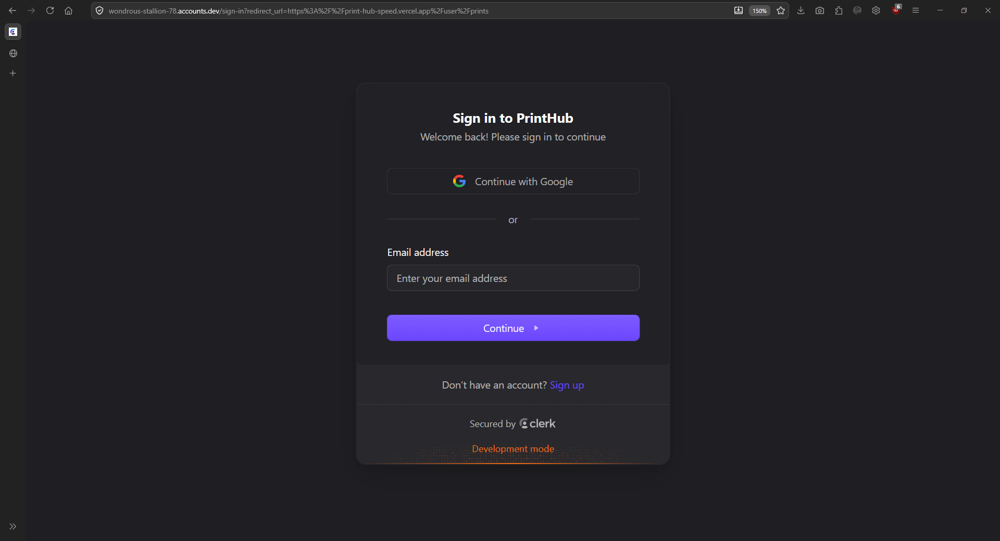 wondrous-stallion-78.accounts.dev/sign-in?redirect_url=https%3A%2F%2Fprint-hub-speed.vercel.app%2Fuser%2Fprints
150%
6
Sign in to PrintHub
Welcome back! Please sign in to continue
Continue with Google
or
Email address
Enter your email address
Continue
Don’t have an account? Sign up
Secured by clerk
Development mode